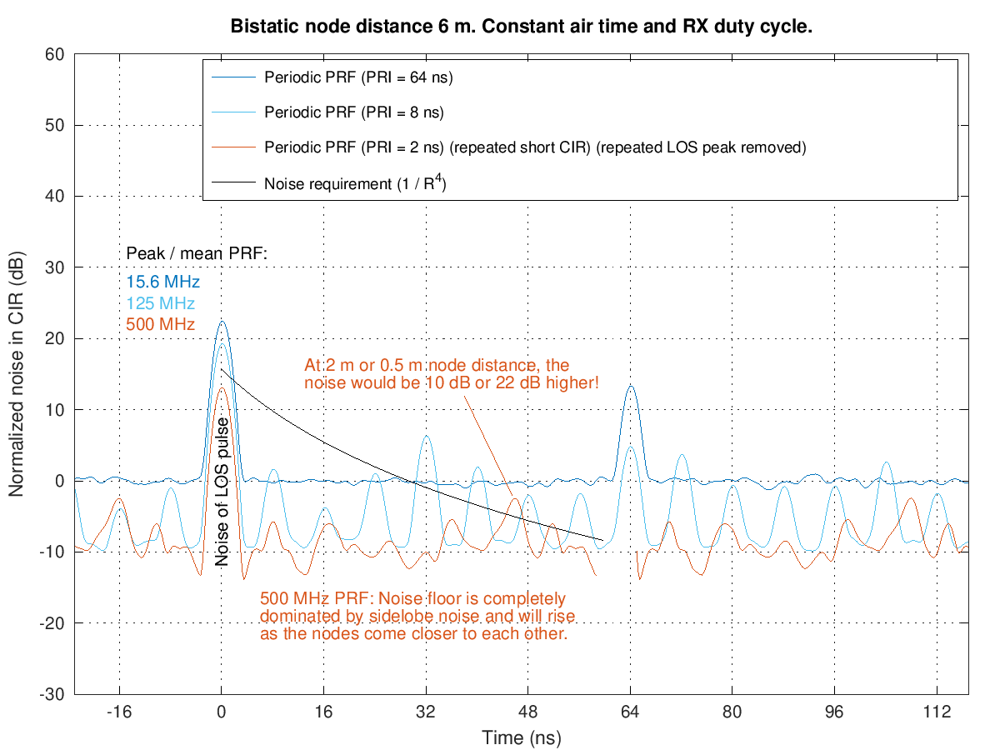 Bistatic node distance 6 m. Constant air time and RX duty cycle.
Periodic PRF (PRI = 64 ns)
Periodic PRF (PRI = 8 ns)
Periodic PRF (PRI = 2 ns) (repeated short CIR) (repeated LOS peak removed)
Noise requirement (1 / R^4)
Peak / mean PRF:
15.6 MHz
125 MHz
500 MHz
At 2 m or 0.5 m node distance, the
noise would be 10 dB or 22 dB higher!
Noise of LOS pulse
500 MHz PRF: Noise floor is completely
dominated by sidelobe noise and will rise
as the nodes come closer to each other.
Normalized noise in CIR (dB)
60
50
40
30
20
10
0
-10
-20
-30
-16
0
16
32
48
64
80
96
112
Time (ns)